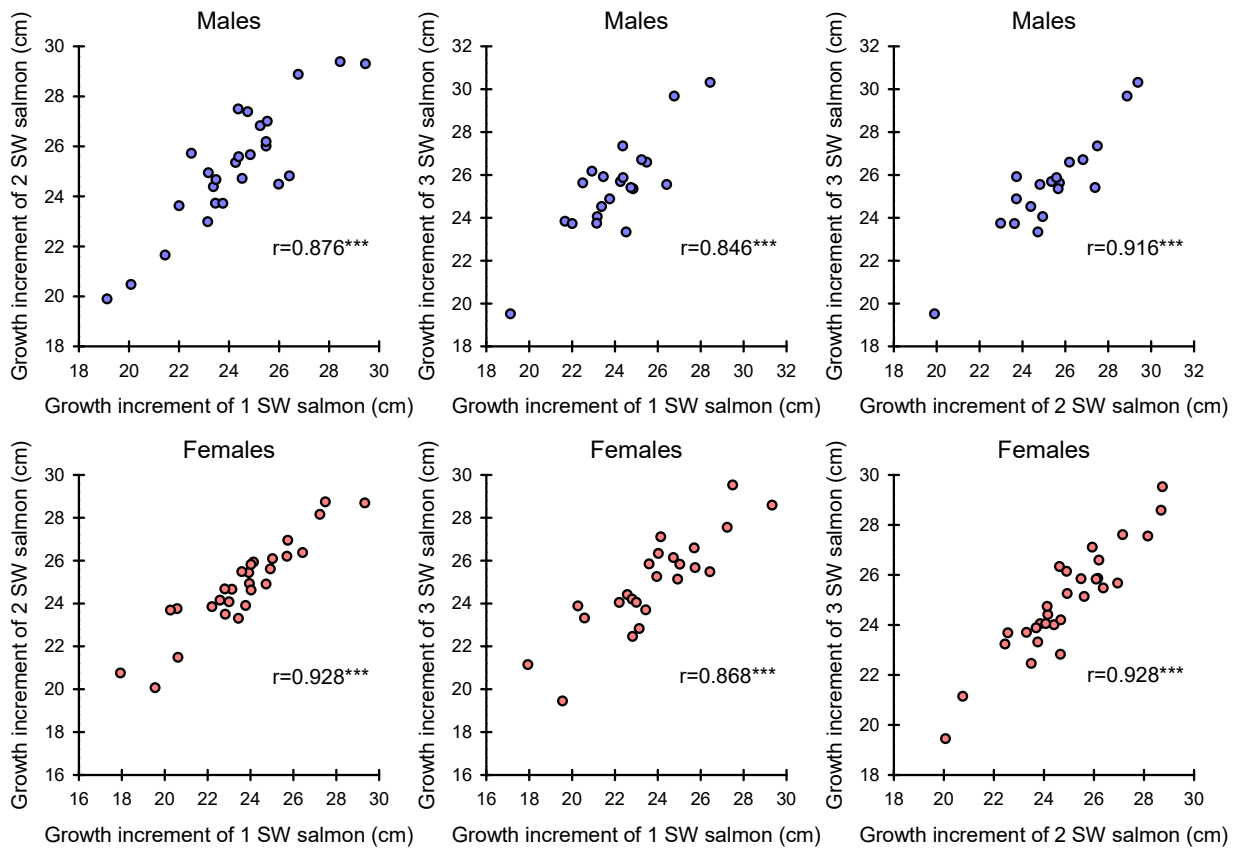 Males
Growth increment of 2 SW salmon (cm)
30
28
26
24
22
20
18
18 20 22 24 26 28 30
r=0.876***
Growth increment of 1 SW salmon (cm)
Males
Growth increment of 3 SW salmon (cm)
32
30
28
26
24
22
20
18
18 20 22 24 26 28 30 32
r=0.846***
Growth increment of 1 SW salmon (cm)
Males
Growth increment of 3 SW salmon (cm)
32
30
28
26
24
22
20
18
18 20 22 24 26 28 30 32
r=0.916***
Growth increment of 2 SW salmon (cm)
Females
Growth increment of 2 SW salmon (cm)
30
28
26
24
22
20
18
16
16 18 20 22 24 26 28 30
r=0.928***
Growth increment of 1 SW salmon (cm)
Females
Growth increment of 3 SW salmon (cm)
30
28
26
24
22
20
18
16
16 18 20 22 24 26 28 30
r=0.868***
Growth increment of 1 SW salmon (cm)
Females
Growth increment of 3 SW salmon (cm)
30
28
26
24
22
20
18
18 20 22 24 26 28 30
r=0.928***
Growth increment of 2 SW salmon (cm)